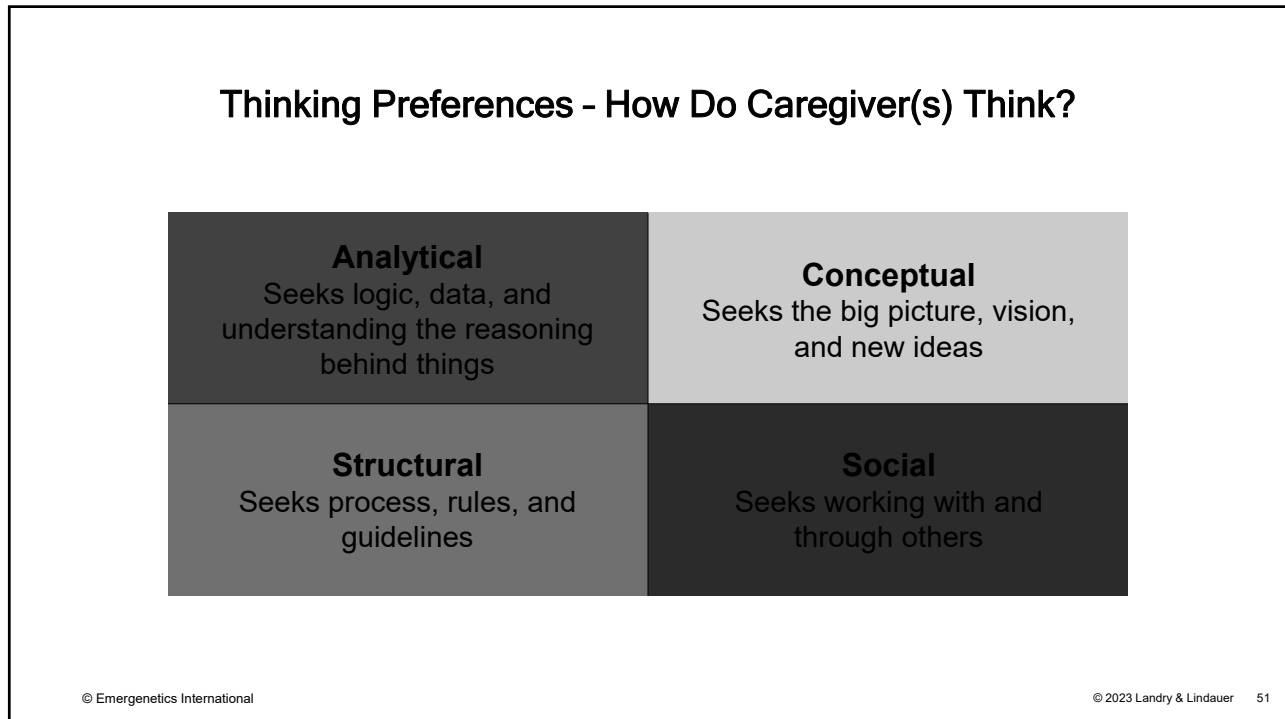 Thinking Preferences - How Do Caregiver(s) Think?
Analytical
Seeks logic, data, and
understanding the reasoning
behind things
Conceptual
Seeks the big picture, vision,
and new ideas
Structural
Seeks process, rules, and
guidelines
Social
Seeks working with and
through others
© Emergenetics International
© 2023 Landry & Lindauer 51